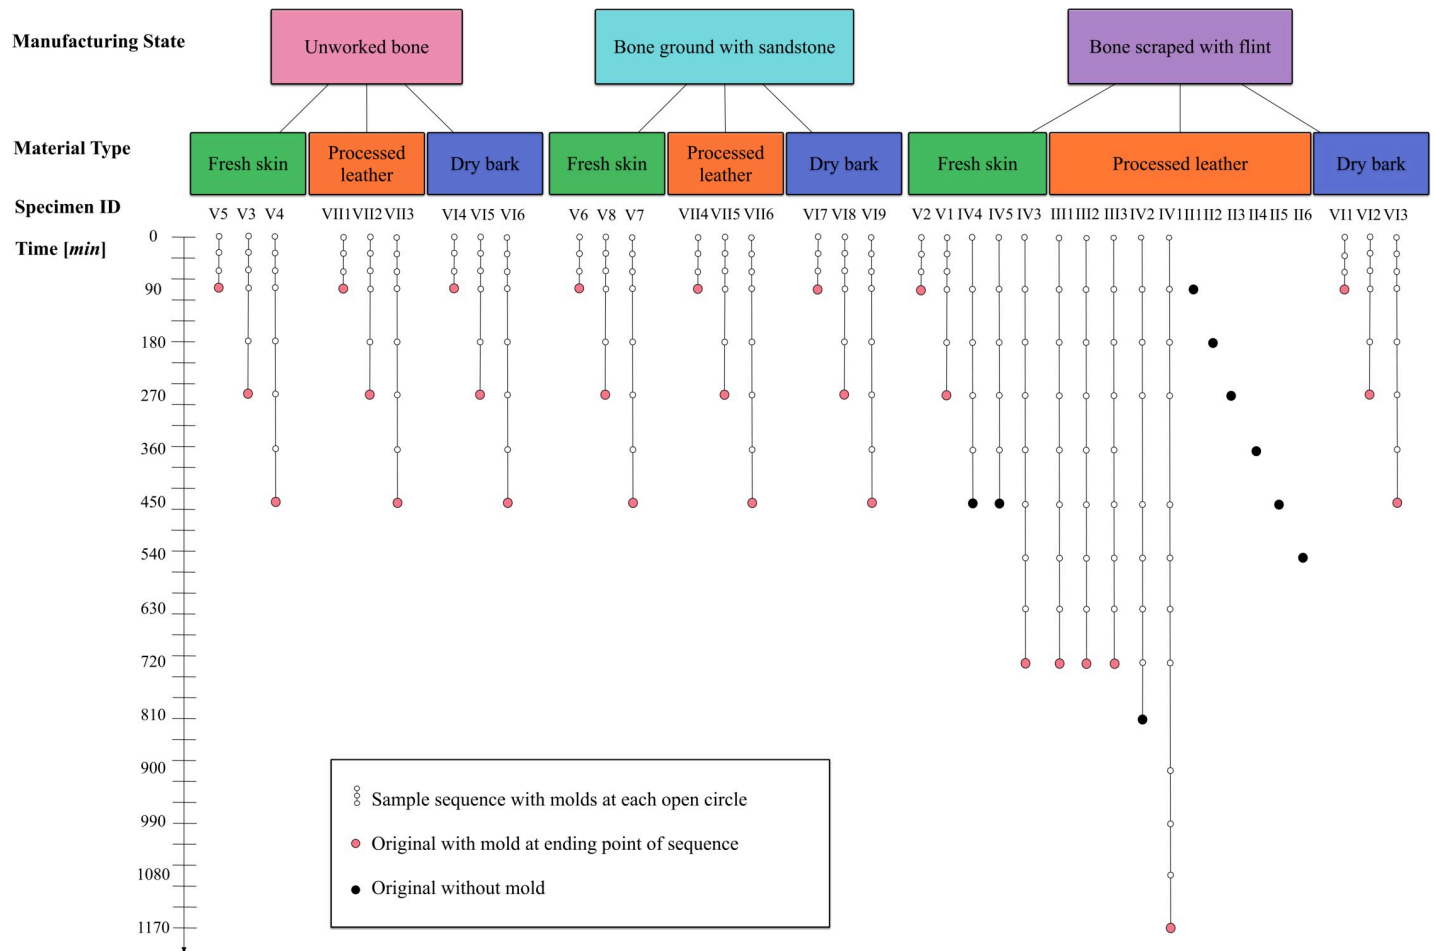 Manufacturing State
Unworked bone
Bone ground with sandstone
Bone scraped with flint
Material Type
Fresh skin
Processed
leather
Dry bark
Fresh skin
Processed
leather
Dry bark
Fresh skin
Processed leather
Dry bark
Specimen ID
V5 V3 V4 VII1 VII2 VII3 VI4 VI5 VI6 V6 V8 V7 VII4 VII5 VII6 VI7 VI8 VI9 V2 V1 IV4 IV5 IV3 III1 III2 III3 IV2 IV1 II1 II2 II3 II4 II5 II6 VI1 VI2 VI3
Time [min]
0
90
180
270
360
450
540
630
720
810
900
990
1080
1170
Sample sequence with molds at each open circle
Original with mold at ending point of sequence
Original without mold